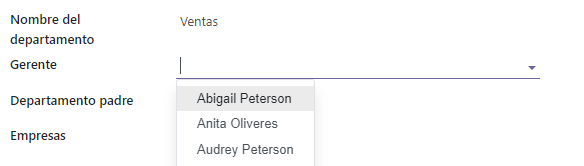 Nombre del departamento Ventas
Gerente
Abigail Peterson
Departamento padre
Anita Oliveres
Empresas
Audrey Peterson